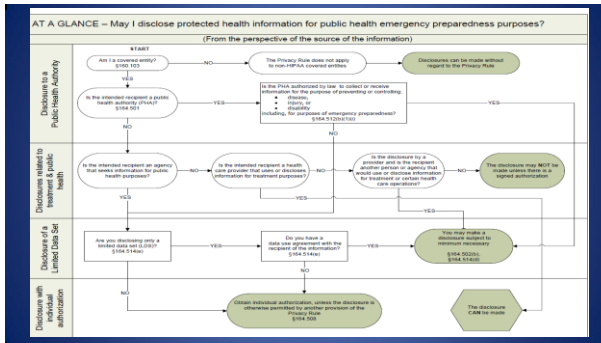 AT A GLANCE – May I disclose protected health information for public health emergency preparedness purposes?
(From the perspective of the source of the information)
START
Disclosure to a
Public Health Authority
Am I a covered entity?
§160.103
NO
The Privacy Rule does not apply
to non-HIPAA covered entities
Disclosures can be made without
regard to the Privacy Rule
YES
Is the intended recipient a public
health authority (PHA)?
§164.501
YES
Is the PHA authorized by law to collect or receive
information for the purpose of preventing or controlling:
• disease,
• injury, or
• disability
including, for purposes of emergency preparedness?
§164.512(b)(1)(i)
YES
NO
NO
Disclosures related to
treatment & public
health
Is the intended recipient an agency
that seeks information for public
health purposes?
NO
Is the intended recipient a health
care provider that uses or discloses
information for treatment purposes?
NO
Is the disclosure by a
provider and is the recipient
another person or agency that
would use or disclose information
for treatment or certain health
care operations?
NO
The disclosure may NOT be
made unless there is a
signed authorization
YES
YES
YES
Disclosure of a
Limited Data Set
Are you disclosing only a
limited data set (LDS)?
§164.514(e)
YES
Do you have a
data use agreement with the
recipient of the information?
§164.514(e)
YES
You may make a
disclosure subject to
minimum necessary
§164.502(b),
§164.514(d)
NO
NO
Disclosure with
individual
authorization
Obtain individual authorization, unless the disclosure is
otherwise permitted by another provision of the
Privacy Rule
§164.508
The disclosure
CAN be made